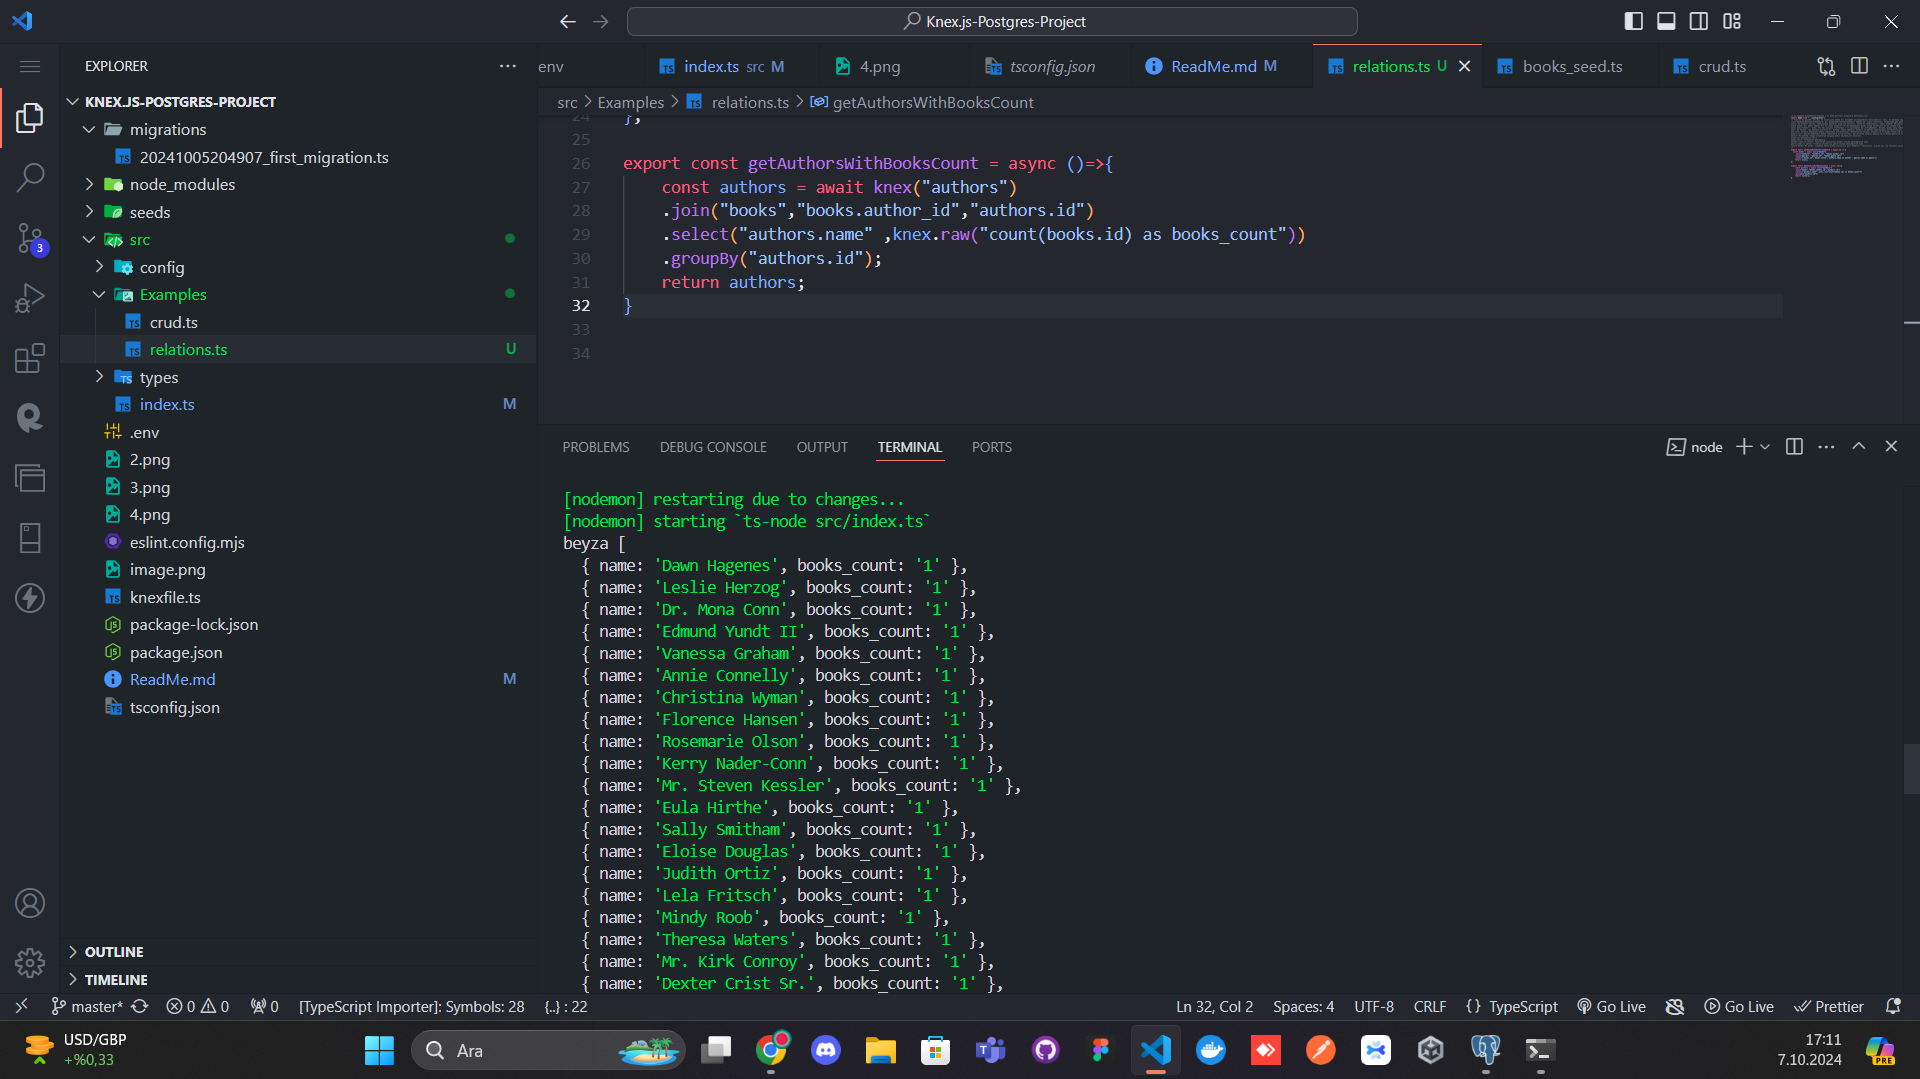 Knex.js-Postgres-Project
EXPLORER
KNEX.JS-POSTGRES-PROJECT
migrations
20241005204907_first_migration.ts
node_modules
seeds
src
config
Examples
crud.ts
relations.ts U
types
index.ts M
.env
2.png
3.png
4.png
eslint.config.mjs
image.png
knexfile.ts
package-lock.json
package.json
ReadMe.md M
tsconfig.json
OUTLINE
TIMELINE
3
env
index.ts src M
4.png
tsconfig.json
ReadMe.md M
relations.ts U
books_seed.ts
crud.ts
src > Examples > relations.ts > getAuthorsWithBooksCount
24 };
25
26 export const getAuthorsWithBooksCount = async ()=>{
27 const authors = await knex("authors")
28 .join("books","books.author_id","authors.id")
29 .select("authors.name" ,knex.raw("count(books.id) as books_count"))
30 .groupBy("authors.id");
31 return authors;
32 }
33
34
PROBLEMS DEBUG CONSOLE OUTPUT TERMINAL PORTS
node
[nodemon] restarting due to changes...
[nodemon] starting `ts-node src/index.ts`
beyza [
{ name: 'Dawn Hagenes', books_count: '1' },
{ name: 'Leslie Herzog', books_count: '1' },
{ name: 'Dr. Mona Conn', books_count: '1' },
{ name: 'Edmund Yundt II', books_count: '1' },
{ name: 'Vanessa Graham', books_count: '1' },
{ name: 'Annie Connelly', books_count: '1' },
{ name: 'Christina Wyman', books_count: '1' },
{ name: 'Florence Hansen', books_count: '1' },
{ name: 'Rosemarie Olson', books_count: '1' },
{ name: 'Kerry Nader-Conn', books_count: '1' },
{ name: 'Mr. Steven Kessler', books_count: '1' },
{ name: 'Eula Hirthe', books_count: '1' },
{ name: 'Sally Smitham', books_count: '1' },
{ name: 'Eloise Douglas', books_count: '1' },
{ name: 'Judith Ortiz', books_count: '1' },
{ name: 'Lela Fritsch', books_count: '1' },
{ name: 'Mindy Roob', books_count: '1' },
{ name: 'Theresa Waters', books_count: '1' },
{ name: 'Mr. Kirk Conroy', books_count: '1' },
{ name: 'Dexter Crist Sr.', books_count: '1' },
master* 0 0 0 [TypeScript Importer]: Symbols: 28 {..} : 22
Ln 32, Col 2 Spaces: 4 UTF-8 CRLF {} TypeScript Go Live Go Live Prettier
USD/GBP
+%0,33
Ara
17:11
7.10.2024
PRE